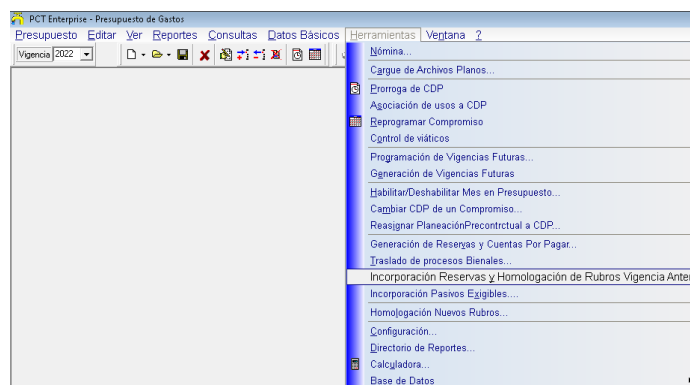 PCT Enterprise - Presupuesto de Gastos
Presupuesto Editar Ver Reportes Consultas Datos Básicos Herramientas Ventana ?
Vigencia 2022
Nómina...
Cargue de Archivos Planos...
Prorroga de CDP
Asociación de usos a CDP
Reprogramar Compromiso
Control de viáticos
Programación de Vigencias Futuras...
Generación de Vigencias Futuras
Habilitar/Deshabilitar Mes en Presupuesto...
Cambiar CDP de un Compromiso...
Reasignar PlaneaciónPrecontrctual a CDP...
Generación de Reservas y Cuentas Por Pagar...
Traslado de procesos Bienales...
Incorporación Reservas y Homologación de Rubros Vigencia Ante
Incorporación Pasivos Exigibles....
Homologación Nuevos Rubros...
Configuración...
Directorio de Reportes...
Calculadora...
Base de Datos